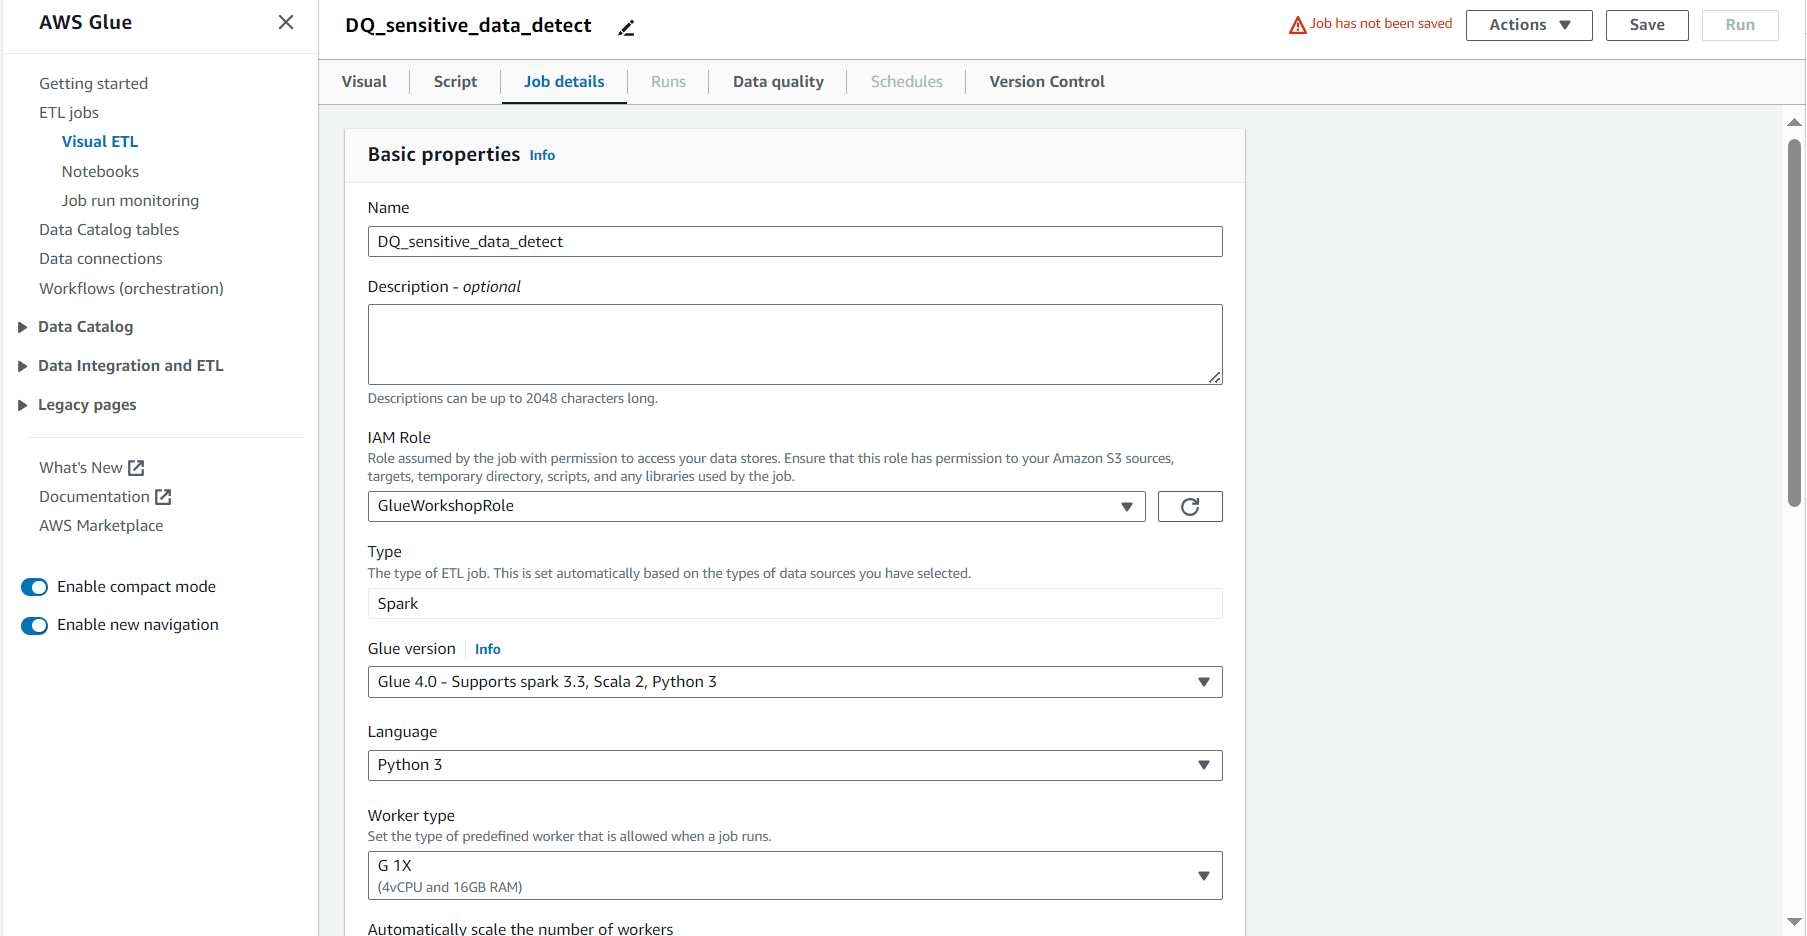 AWS Glue
Getting started
ETL jobs
Visual ETL
Notebooks
Job run monitoring
Data Catalog tables
Data connections
Workflows (orchestration)
Data Catalog
Data Integration and ETL
Legacy pages
What's New
Documentation
AWS Marketplace
Enable compact mode
Enable new navigation
DQ_sensitive_data_detect
Job has not been saved
Actions
Save
Run
Visual
Script
Job details
Runs
Data quality
Schedules
Version Control
Basic properties Info
Name
DQ_sensitive_data_detect
Description - optional
Descriptions can be up to 2048 characters long.
IAM Role
Role assumed by the job with permission to access your data stores. Ensure that this role has permission to your Amazon S3 sources,
targets, temporary directory, scripts, and any libraries used by the job.
GlueWorkshopRole
Type
The type of ETL job. This is set automatically based on the types of data sources you have selected.
Spark
Glue version Info
Glue 4.0 - Supports spark 3.3, Scala 2, Python 3
Language
Python 3
Worker type
Set the type of predefined worker that is allowed when a job runs.
G 1X
(4vCPU and 16GB RAM)
Automatically scale the number of workers